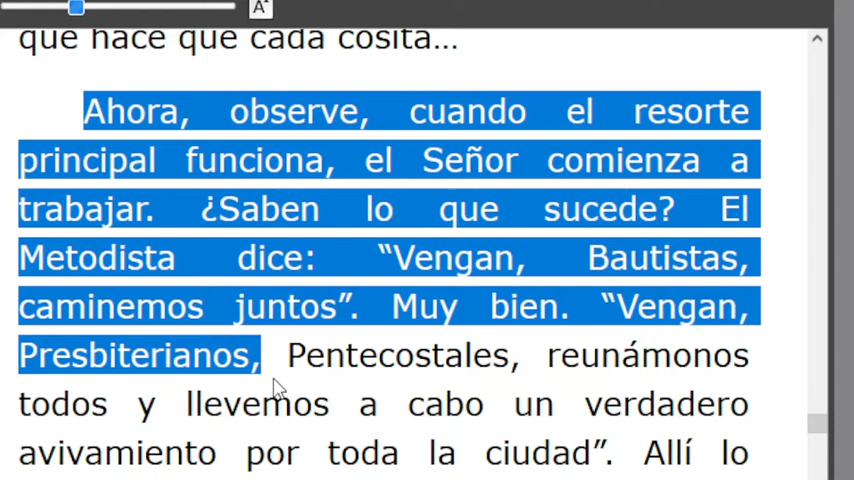 A
que hace que cada cosita...
Ahora, observe, cuando el resorte
principal funciona, el Señor comienza a
trabajar. ¿Saben lo que sucede? El
Metodista dice: “Vengan, Bautistas,
caminemos juntos”. Muy bien. “Vengan,
Presbiterianos, Pentecostales, reunámonos
todos y llevemos a cabo un verdadero
avivamiento por toda la ciudad”. Allí lo